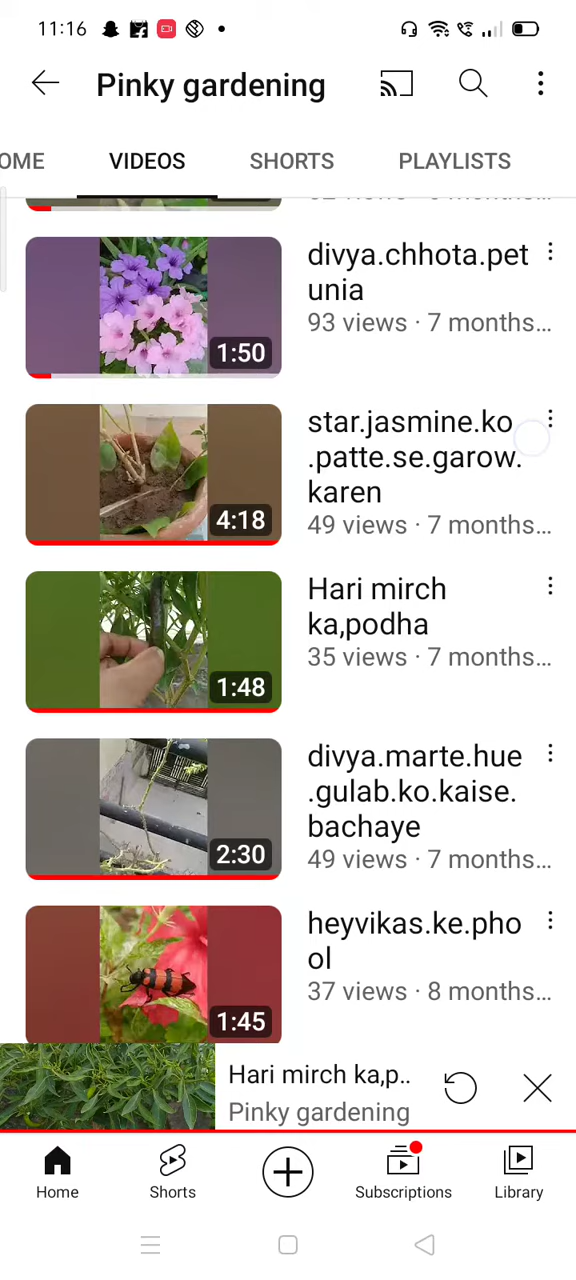 11:16
Pinky gardening
OME VIDEOS SHORTS PLAYLISTS
divya.chhota.pet
unia
93 views · 7 months...
1:50
star.jasmine.ko
.patte.se.garow.
karen
49 views · 7 months...
4:18
Hari mirch
ka,podha
35 views · 7 months...
1:48
divya.marte.hue
.gulab.ko.kaise.
bachaye
49 views · 7 months...
2:30
heyvikas.ke.pho
ol
37 views · 8 months...
1:45
Hari mirch ka,p..
Pinky gardening
Home Shorts Subscriptions Library